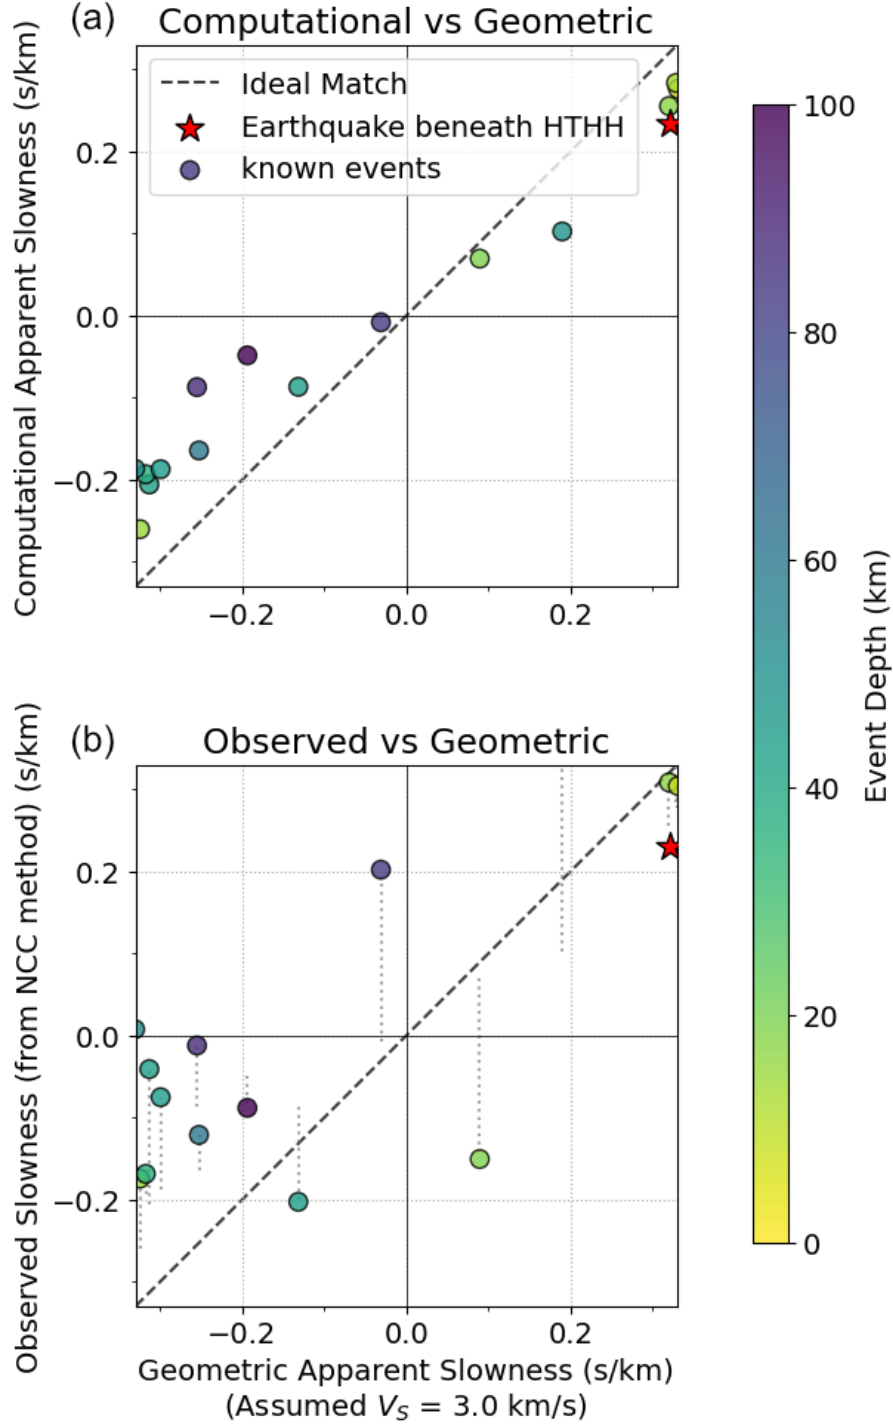 (a)
Computational vs Geometric
Computational Apparent Slowness (s/km)
Ideal Match
Earthquake beneath HTHH
known events
0.2
0.0
−0.2
−0.2
0.0
0.2
(b)
Observed vs Geometric
Observed Slowness (from NCC method) (s/km)
0.2
0.0
−0.2
−0.2
0.0
0.2
Geometric Apparent Slowness (s/km)
(Assumed V_S = 3.0 km/s)
100
80
60
40
20
0
Event Depth (km)